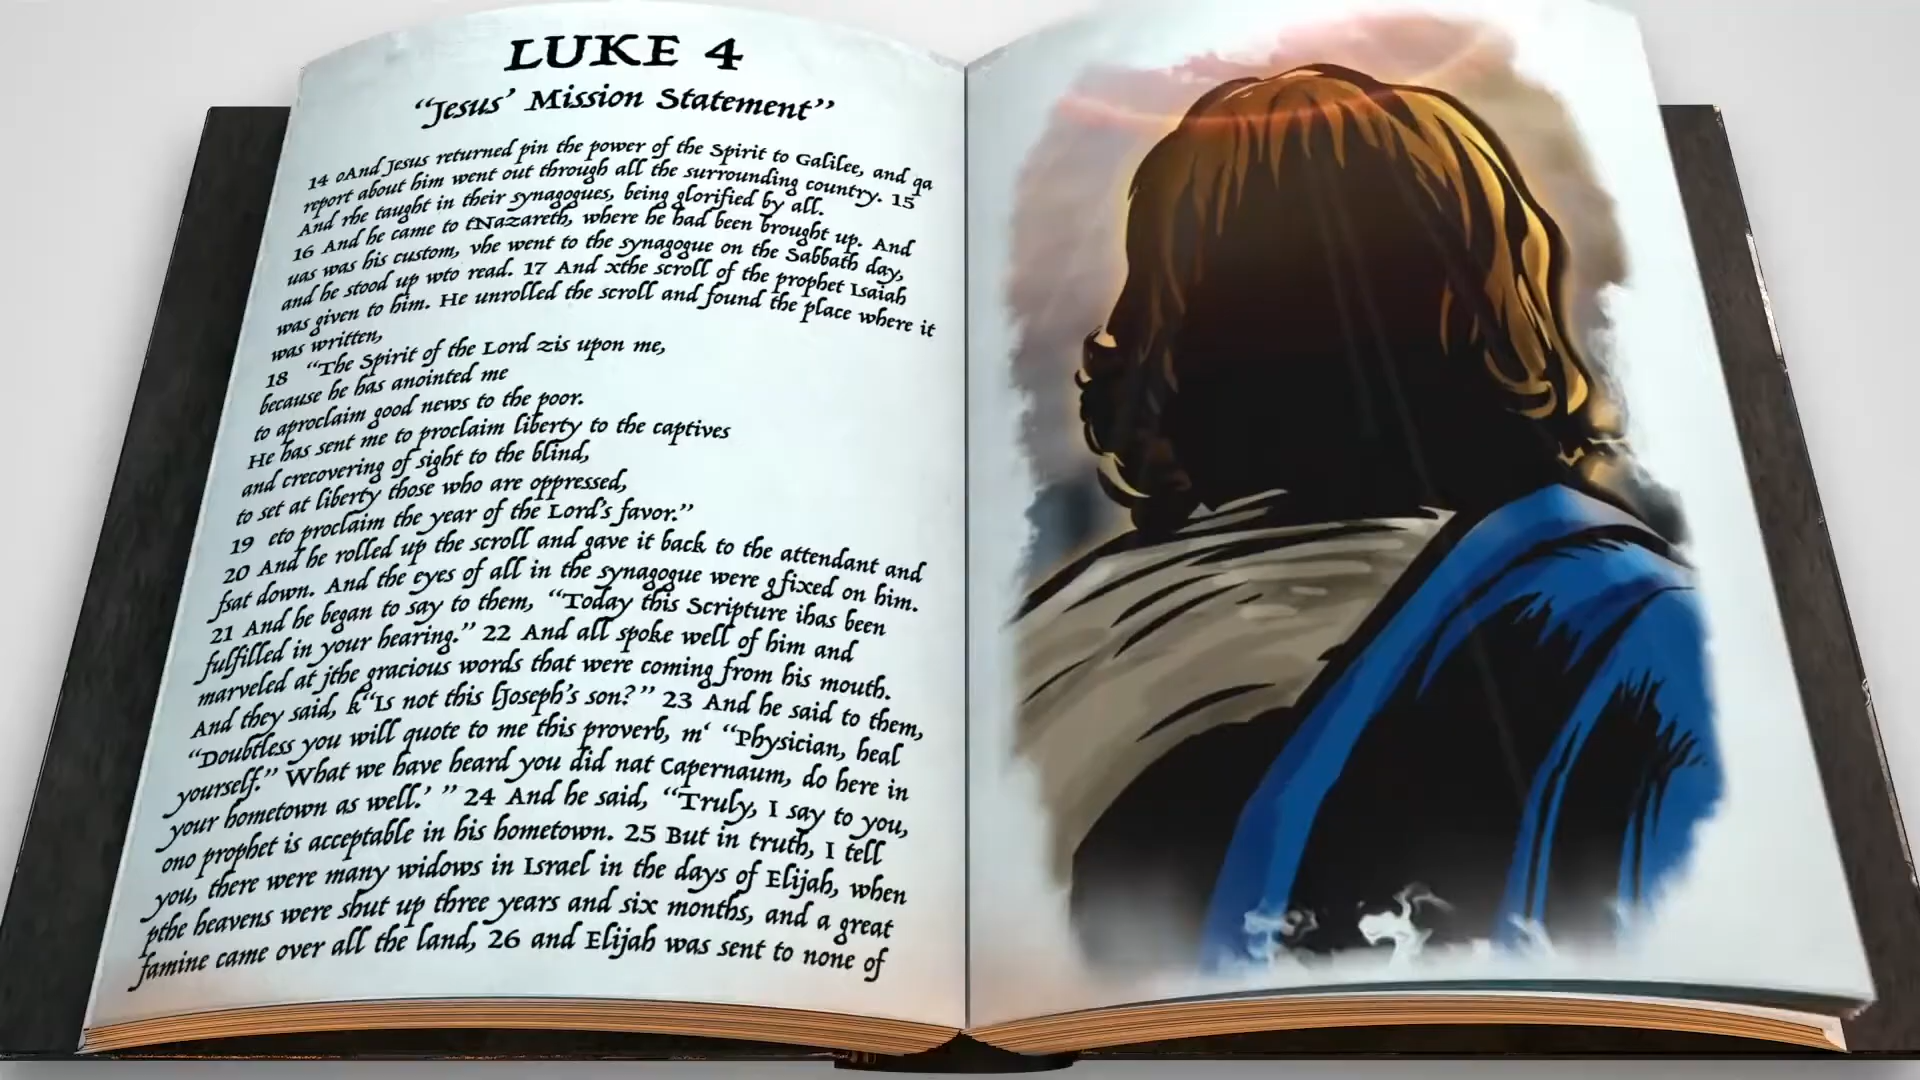 LUKE 4
“Jesus’ Mission Statement”
14 oAnd Jesus returned pin the power of the Spirit to Galilee, and qa
report about him went out through all the surrounding country. 15
And rhe taught in their synagogues, being glorified by all.
16 And he came to tNazareth, where he had been brought up. And
uas was his custom, vhe went to the synagogue on the Sabbath day,
and he stood up wto read. 17 And xthe scroll of the prophet Isaiah
was given to him. He unrolled the scroll and found the place where it
was written,
18 “The Spirit of the Lord zis upon me,
because he has anointed me
to aproclaim good news to the poor.
He has sent me to proclaim liberty to the captives
and crecovering of sight to the blind,
to set at liberty those who are oppressed,
19 eto proclaim the year of the Lord’s favor.”
20 And he rolled up the scroll and gave it back to the attendant and
fsat down. And the eyes of all in the synagogue were gfixed on him.
21 And he began to say to them, “Today this Scripture ihas been
fulfilled in your hearing.” 22 And all spoke well of him and
marveled at jthe gracious words that were coming from his mouth.
And they said, k“Is not this lJoseph’s son?” 23 And he said to them,
“Doubtless you will quote to me this proverb, m‘ “Physician, heal
yourself.” What we have heard you did nat Capernaum, do here in
your hometown as well.’ ” 24 And he said, “Truly, I say to you,
ono prophet is acceptable in his hometown. 25 But in truth, I tell
you, there were many widows in Israel in the days of Elijah, when
pthe heavens were shut up three years and six months, and a great
famine came over all the land, 26 and Elijah was sent to none of